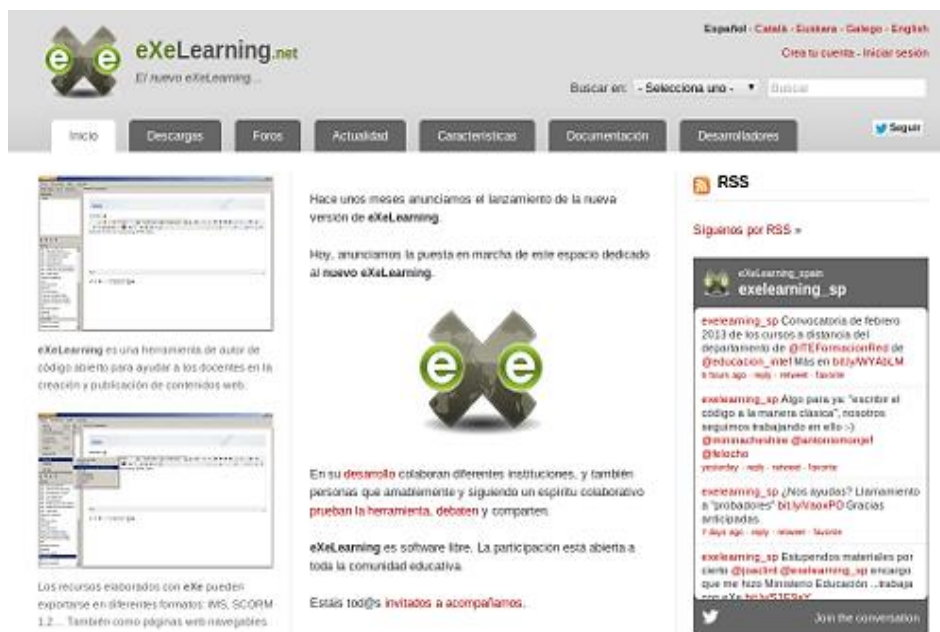 Español - Català - Euskara - Galego - English
eXeLearning.net
El nuevo eXeLearning...
Crea tu cuenta - Iniciar sesión
Buscar en: - Selecciona uno - Buscar
Inicio Descargas Foros Actualidad Características Documentación Desarrolladores Seguir
eXeLearning es una herramienta de autor de
código abierto para ayudar a los docentes en la
creación y publicación de contenidos web.
Los recursos elaborados con eXe pueden
exportarse en diferentes formatos: IMS, SCORM
1.2... También como páginas web navegables.
Hace unos meses anunciamos el lanzamiento de la nueva
versión de eXeLearning.
Hoy, anunciamos la puesta en marcha de este espacio dedicado
al nuevo eXeLearning.
e e
En su desarrollo colaboran diferentes instituciones, y también
personas que amablemente y siguiendo un espíritu colaborativo
prueban la herramienta, debaten y comparten.
eXeLearning es software libre. La participación está abierta a
toda la comunidad educativa.
Estáis tod@s invitados a acompañarnos.
RSS
Síguenos por RSS »
eXeLearning_spain
exelearning_sp
exelearning_sp Convocatoria de febrero
2013 de los cursos a distancia del
departamento de @ITEFormacionRed de
@educacion_intef Más en bit.ly/WYAbLM
6 hours ago · reply · retweet · favorite
exelearning_sp Algo para ya: "escribir el
código a la manera clásica", nosotros
seguimos trabajando en ello :-)
@mirinacheshire @antoniomonjef
@felocho
yesterday · reply · retweet · favorite
exelearning_sp ¿Nos ayudas? Llamamiento
a "probadores" bit.ly/VaoxPO Gracias
anticipadas
7 days ago · reply · retweet · favorite
exelearning_sp Estupendos materiales por
cierto @joaclint @exelearning_sp encargo
que me hizo Ministerio Educación ...trabaja
Join the conversation